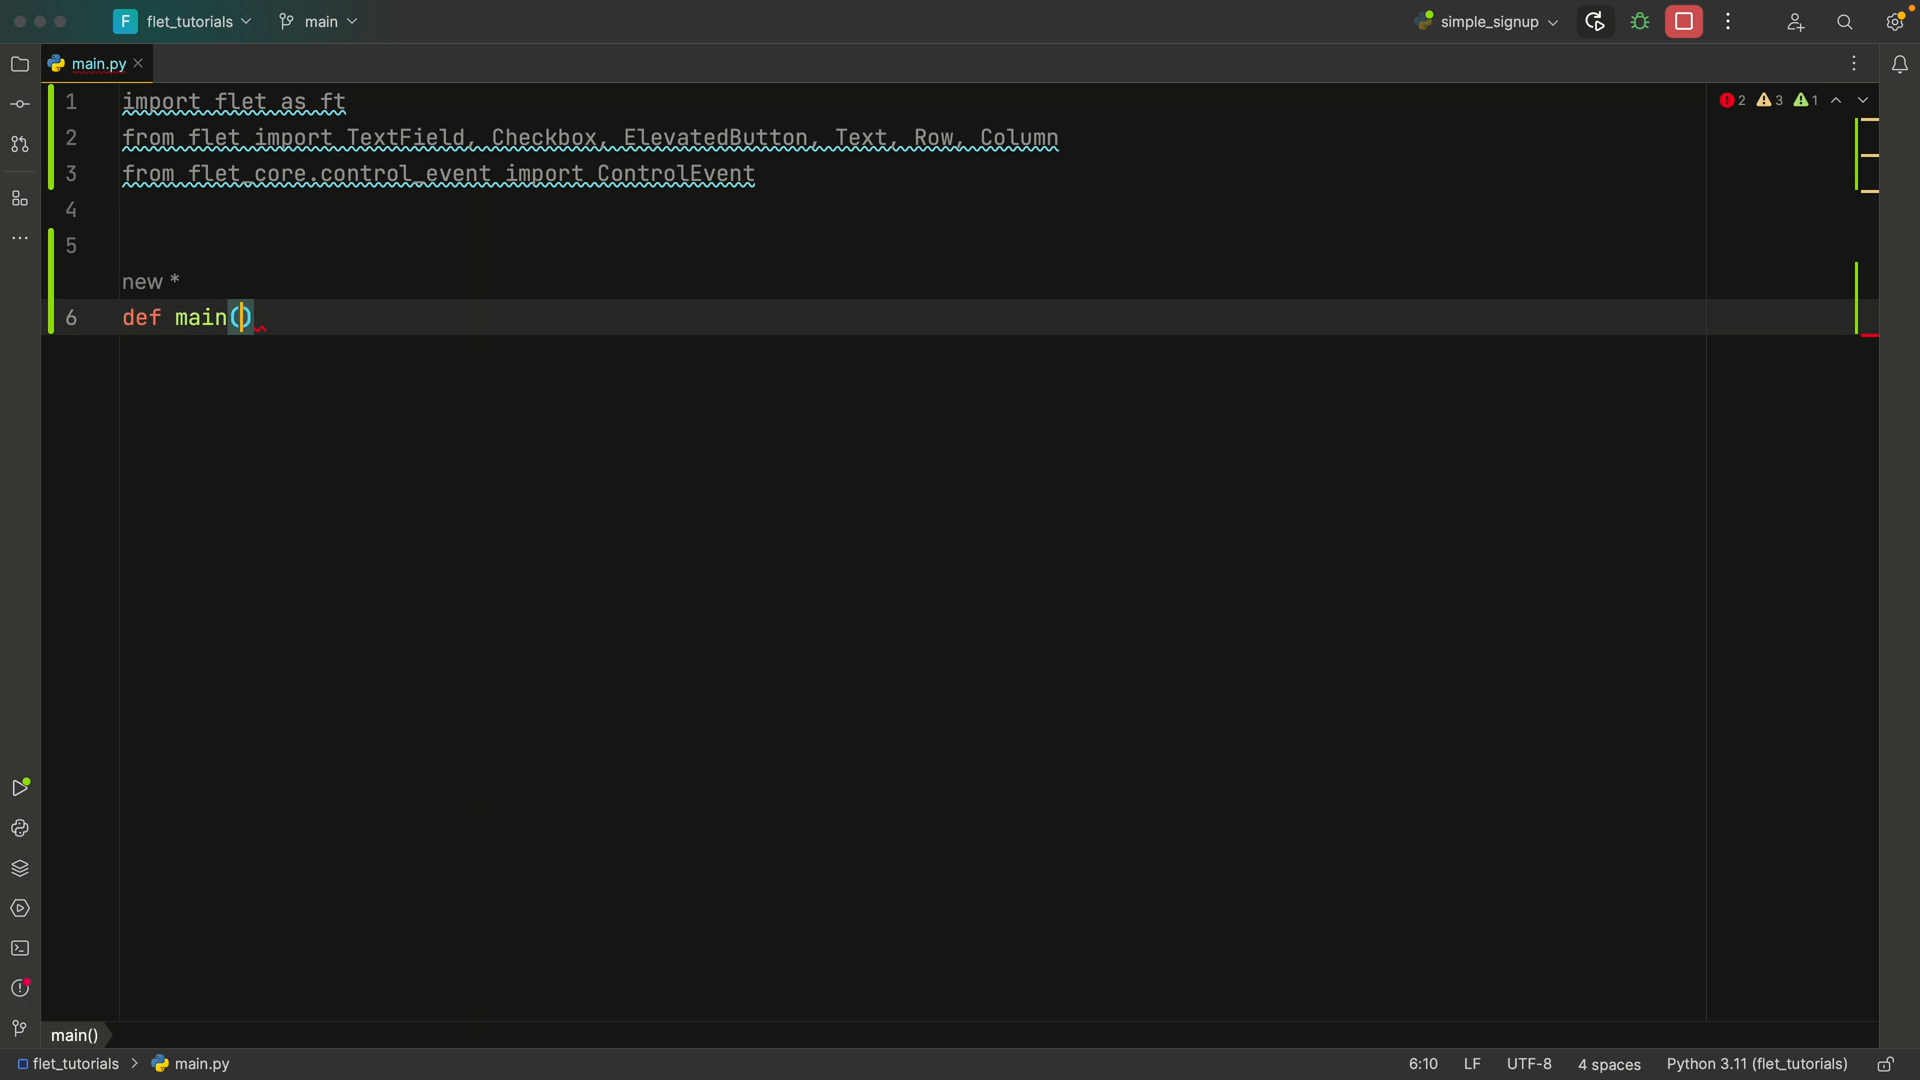 F flet_tutorials main simple_signup
main.py
2 3 1
1 import flet as ft
2 from flet import TextField, Checkbox, ElevatedButton, Text, Row, Column
3 from flet_core.control_event import ControlEvent
4
5
new *
6 def main()
main()
flet_tutorials > main.py 6:10 LF UTF-8 4 spaces Python 3.11 (flet_tutorials)